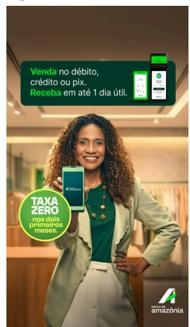 Venda no débito,
crédito ou pix.
Receba em até 1 dia útil.
TAXA
ZERO
nos dois
primeiros
meses.
banco da
amazônia